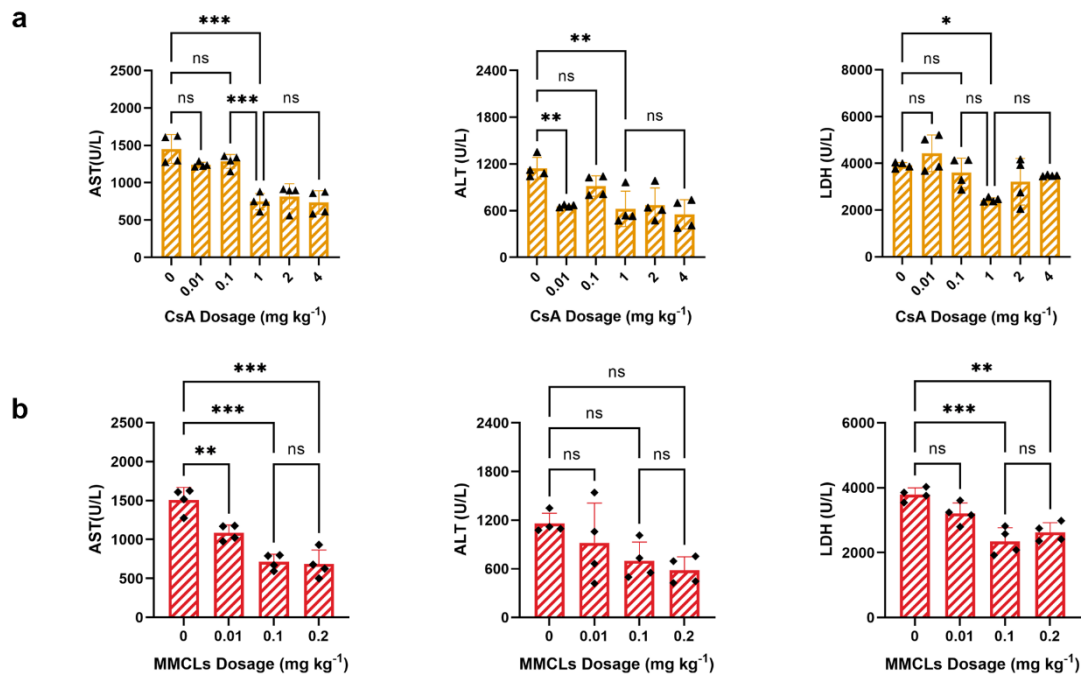 a
***
ns
ns
***
ns
2500
2000
1500
1000
500
0
AST(U/L)
0
0.01
0.1
1
2
4
CsA Dosage (mg kg⁻¹)
**
ns
**
ns
2400
1800
1200
600
0
ALT (U/L)
0
0.01
0.1
1
2
4
CsA Dosage (mg kg⁻¹)
*
ns
ns
ns
ns
8000
6000
4000
2000
0
LDH (U/L)
0
0.01
0.1
1
2
4
CsA Dosage (mg kg⁻¹)
b
***
***
**
ns
2500
2000
1500
1000
500
0
AST(U/L)
0
0.01
0.1
0.2
MMCLs Dosage (mg kg⁻¹)
ns
ns
ns
ns
2400
1800
1200
600
0
ALT (U/L)
0
0.01
0.1
0.2
MMCLs Dosage (mg kg⁻¹)
**
***
ns
ns
6000
4000
2000
0
LDH (U/L)
0
0.01
0.1
0.2
MMCLs Dosage (mg kg⁻¹)